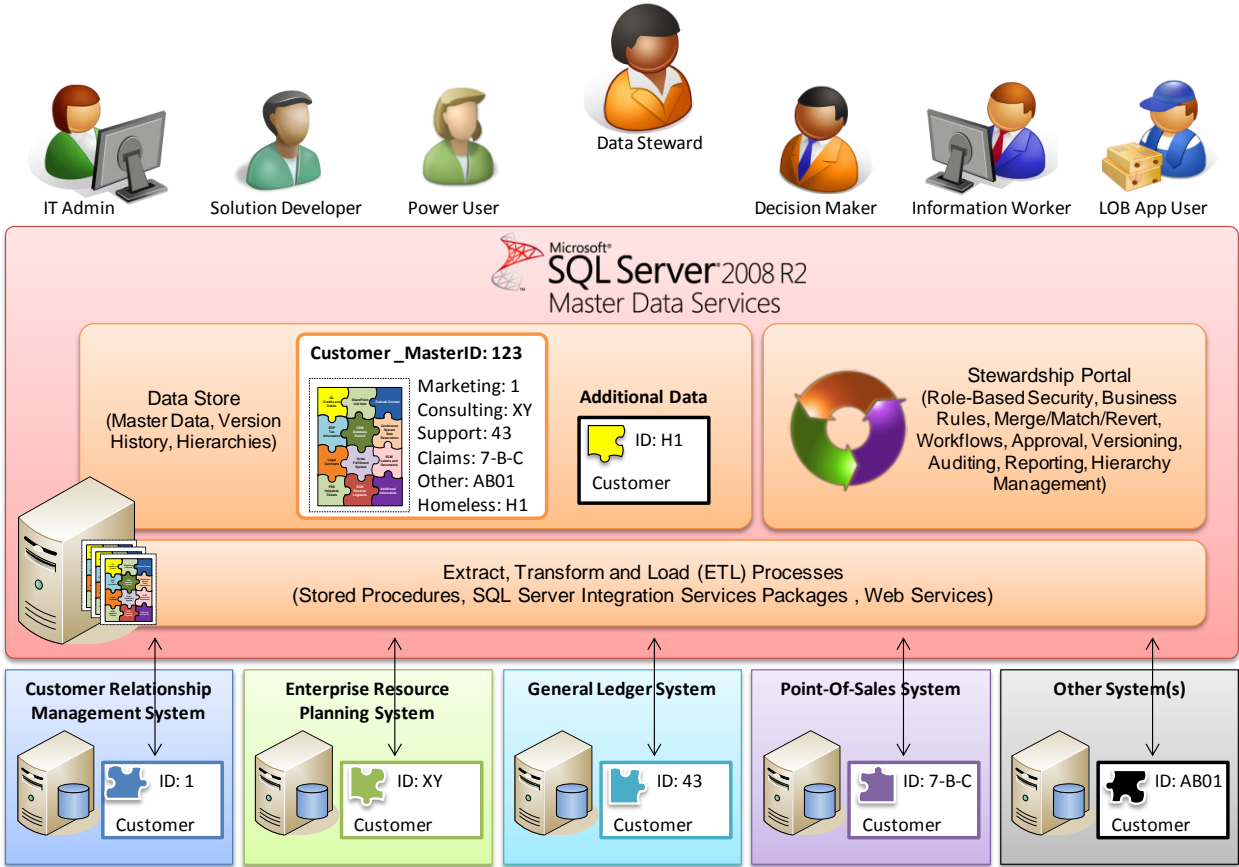 Data Steward
IT Admin
Solution Developer
Power User
Decision Maker
Information Worker
LOB App User
Microsoft®
SQL Server® 2008 R2
Master Data Services
Data Store
(Master Data, Version
History, Hierarchies)
Customer _MasterID: 123
Marketing: 1
Consulting: XY
Support: 43
Claims: 7-B-C
Other: AB01
Homeless: H1
Additional Data
ID: H1
Customer
Stewardship Portal
(Role-Based Security, Business
Rules, Merge/Match/Revert,
Workflows, Approval, Versioning,
Auditing, Reporting, Hierarchy
Management)
Extract, Transform and Load (ETL) Processes
(Stored Procedures, SQL Server Integration Services Packages , Web Services)
Customer Relationship
Management System
ID: 1
Customer
Enterprise Resource
Planning System
ID: XY
Customer
General Ledger System
ID: 43
Customer
Point-Of-Sales System
ID: 7-B-C
Customer
Other System(s)
ID: AB01
Customer